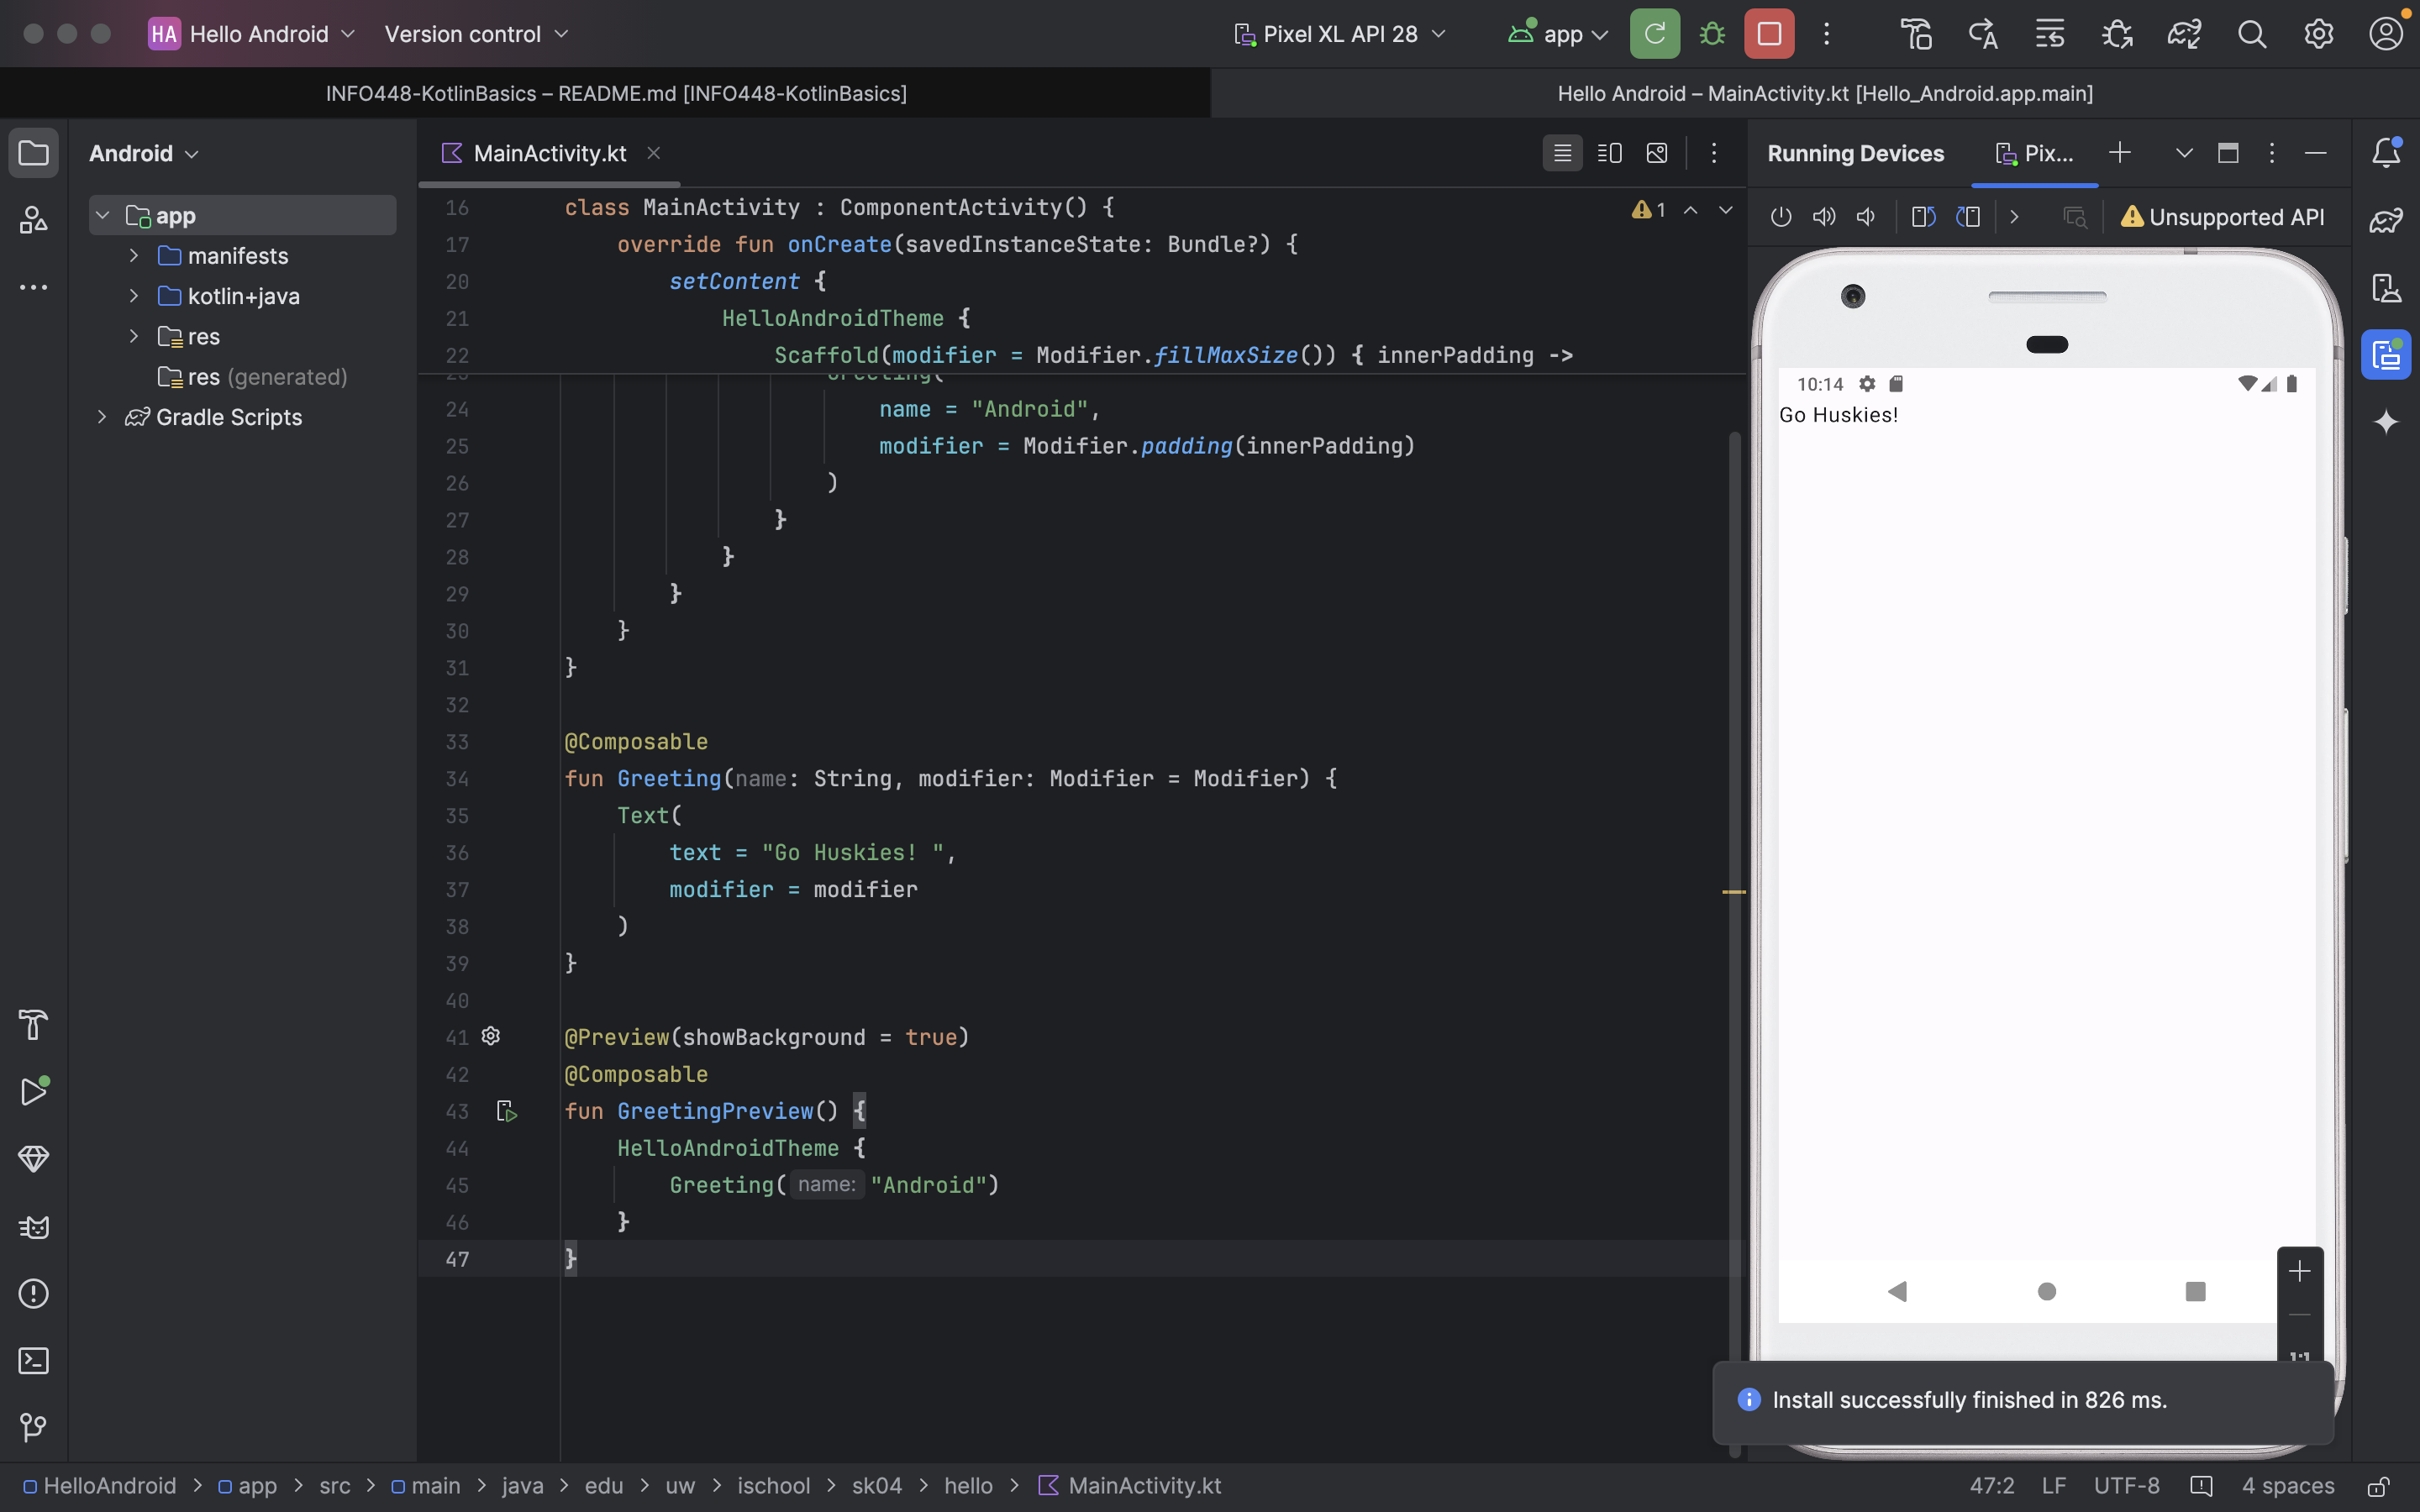 HA Hello Android Version control Pixel XL API 28 app
INFO448-KotlinBasics – README.md [INFO448-KotlinBasics] Hello Android – MainActivity.kt [Hello_Android.app.main]
Android
app
manifests
kotlin+java
res
res (generated)
Gradle Scripts
MainActivity.kt
1
16 class MainActivity : ComponentActivity() {
17 override fun onCreate(savedInstanceState: Bundle?) {
20 setContent {
21 HelloAndroidTheme {
22 Scaffold(modifier = Modifier.fillMaxSize()) { innerPadding ->
23 Greeting(
24 name = "Android",
25 modifier = Modifier.padding(innerPadding)
26 )
27 }
28 }
29 }
30 }
31 }
32
33 @Composable
34 fun Greeting(name: String, modifier: Modifier = Modifier) {
35 Text(
36 text = "Go Huskies! ",
37 modifier = modifier
38 )
39 }
40
41 @Preview(showBackground = true)
42 @Composable
43 fun GreetingPreview() {
44 HelloAndroidTheme {
45 Greeting( name: "Android")
46 }
47 }
Running Devices Pix...
Unsupported API
10:14
Go Huskies!
1:1
Install successfully finished in 826 ms.
HelloAndroid > app > src > main > java > edu > uw > ischool > sk04 > hello > MainActivity.kt 47:2 LF UTF-8 4 spaces